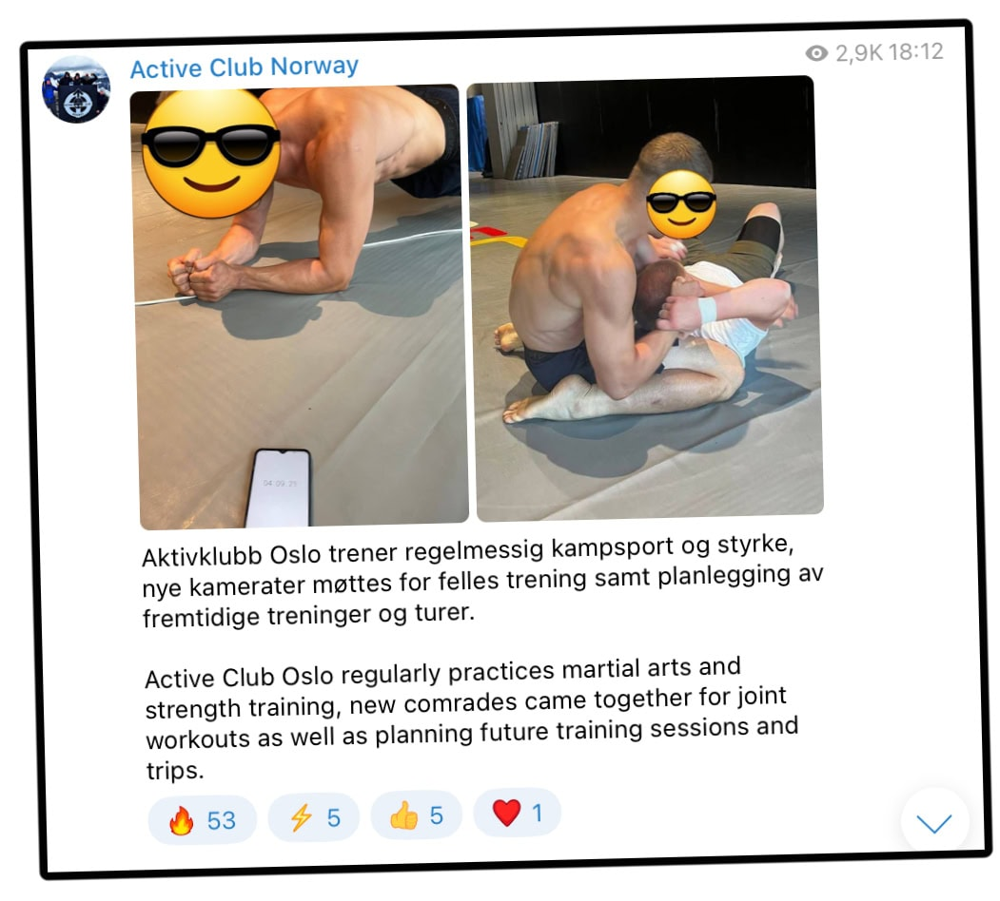 Active Club Norway
2,9K 18:12
Aktivklubb Oslo trener regelmessig kampsport og styrke,
nye kamerater møttes for felles trening samt planlegging av
fremtidige treninger og turer.
Active Club Oslo regularly practices martial arts and
strength training, new comrades came together for joint
workouts as well as planning future training sessions and
trips.
53 5 5 1